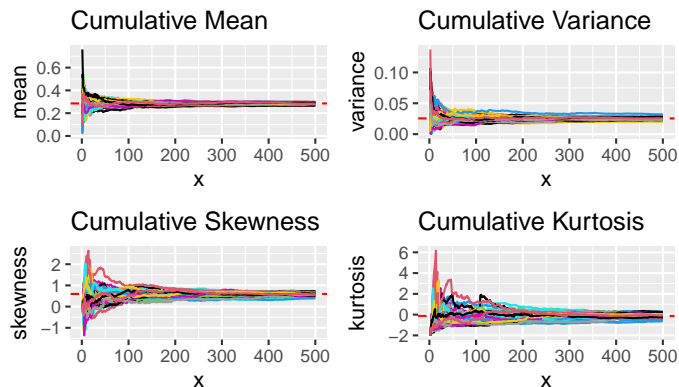 Cumulative Mean
0.6
0.4
0.2
0.0
mean
0 100 200 300 400 500
x
Cumulative Variance
0.10
0.05
0.00
variance
0 100 200 300 400 500
x
Cumulative Skewness
2
1
0
−1
skewness
0 100 200 300 400 500
x
Cumulative Kurtosis
6
4
2
0
−2
kurtosis
0 100 200 300 400 500
x